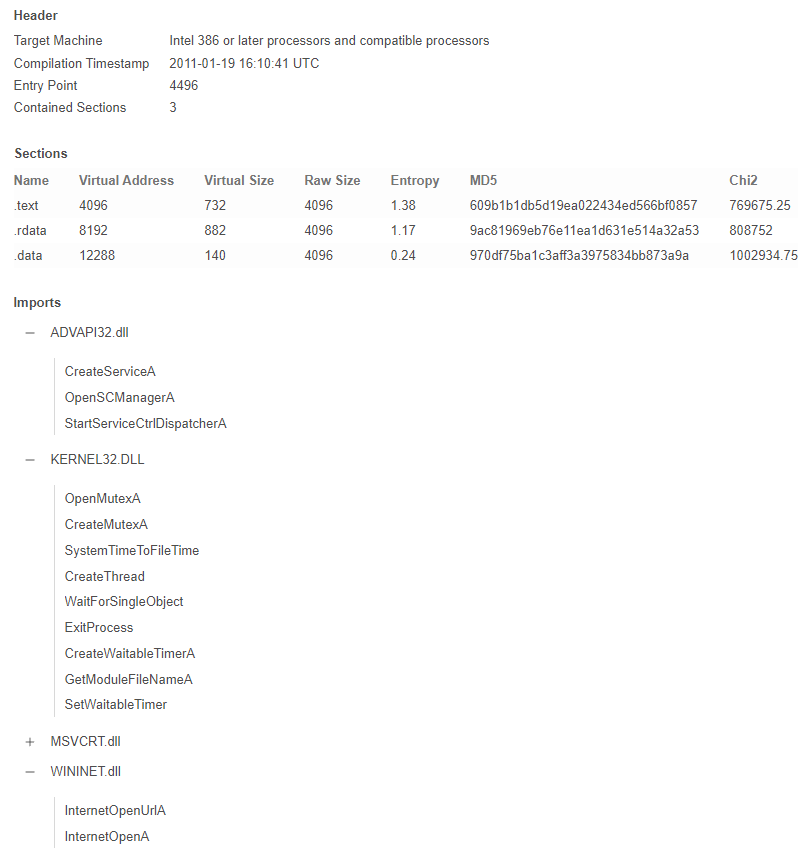 Header
Target Machine Intel 386 or later processors and compatible processors
Compilation Timestamp 2011-01-19 16:10:41 UTC
Entry Point 4496
Contained Sections 3
Sections
Name Virtual Address Virtual Size Raw Size Entropy MD5 Chi2
.text 4096 732 4096 1.38 609b1b1db5d19ea022434ed566bf0857 769675.25
.rdata 8192 882 4096 1.17 9ac81969eb76e11ea1d631e514a32a53 808752
.data 12288 140 4096 0.24 970df75ba1c3aff3a3975834bb873a9a 1002934.75
Imports
− ADVAPI32.dll
CreateServiceA
OpenSCManagerA
StartServiceCtrlDispatcherA
− KERNEL32.DLL
OpenMutexA
CreateMutexA
SystemTimeToFileTime
CreateThread
WaitForSingleObject
ExitProcess
CreateWaitableTimerA
GetModuleFileNameA
SetWaitableTimer
+ MSVCRT.dll
− WININET.dll
InternetOpenUrlA
InternetOpenA